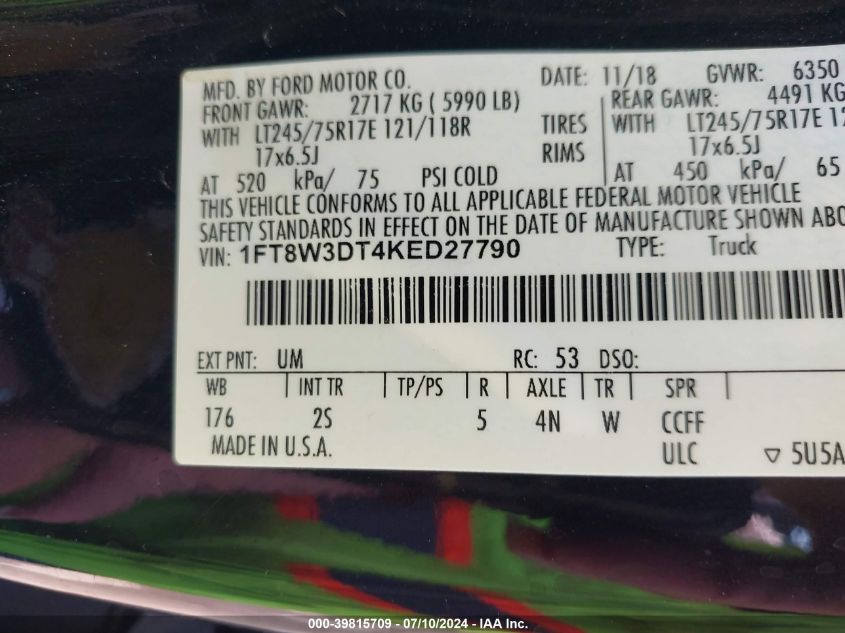 MFD. BY FORD MOTOR CO. DATE: 11/18 GVWR: 6350
FRONT GAWR: 2717 KG ( 5990 LB) REAR GAWR: 4491 KG
WITH LT245/75R17E 121/118R TIRES WITH LT245/75R17E 12
17x6.5J RIMS 17x6.5J
AT 520 kPa/ 75 PSI COLD AT 450 kPa/ 65
THIS VEHICLE CONFORMS TO ALL APPLICABLE FEDERAL MOTOR VEHICLE
SAFETY STANDARDS IN EFFECT ON THE DATE OF MANUFACTURE SHOWN ABO
VIN: 1FT8W3DT4KED27790 TYPE: Truck
EXT PNT: UM RC: 53 DSO:
WB INT TR TP/PS R AXLE TR SPR
176 2S 5 4N W CCFF
MADE IN U.S.A. ULC ▽ 5U5A
000-39815709 - 07/10/2024 - IAA Inc.